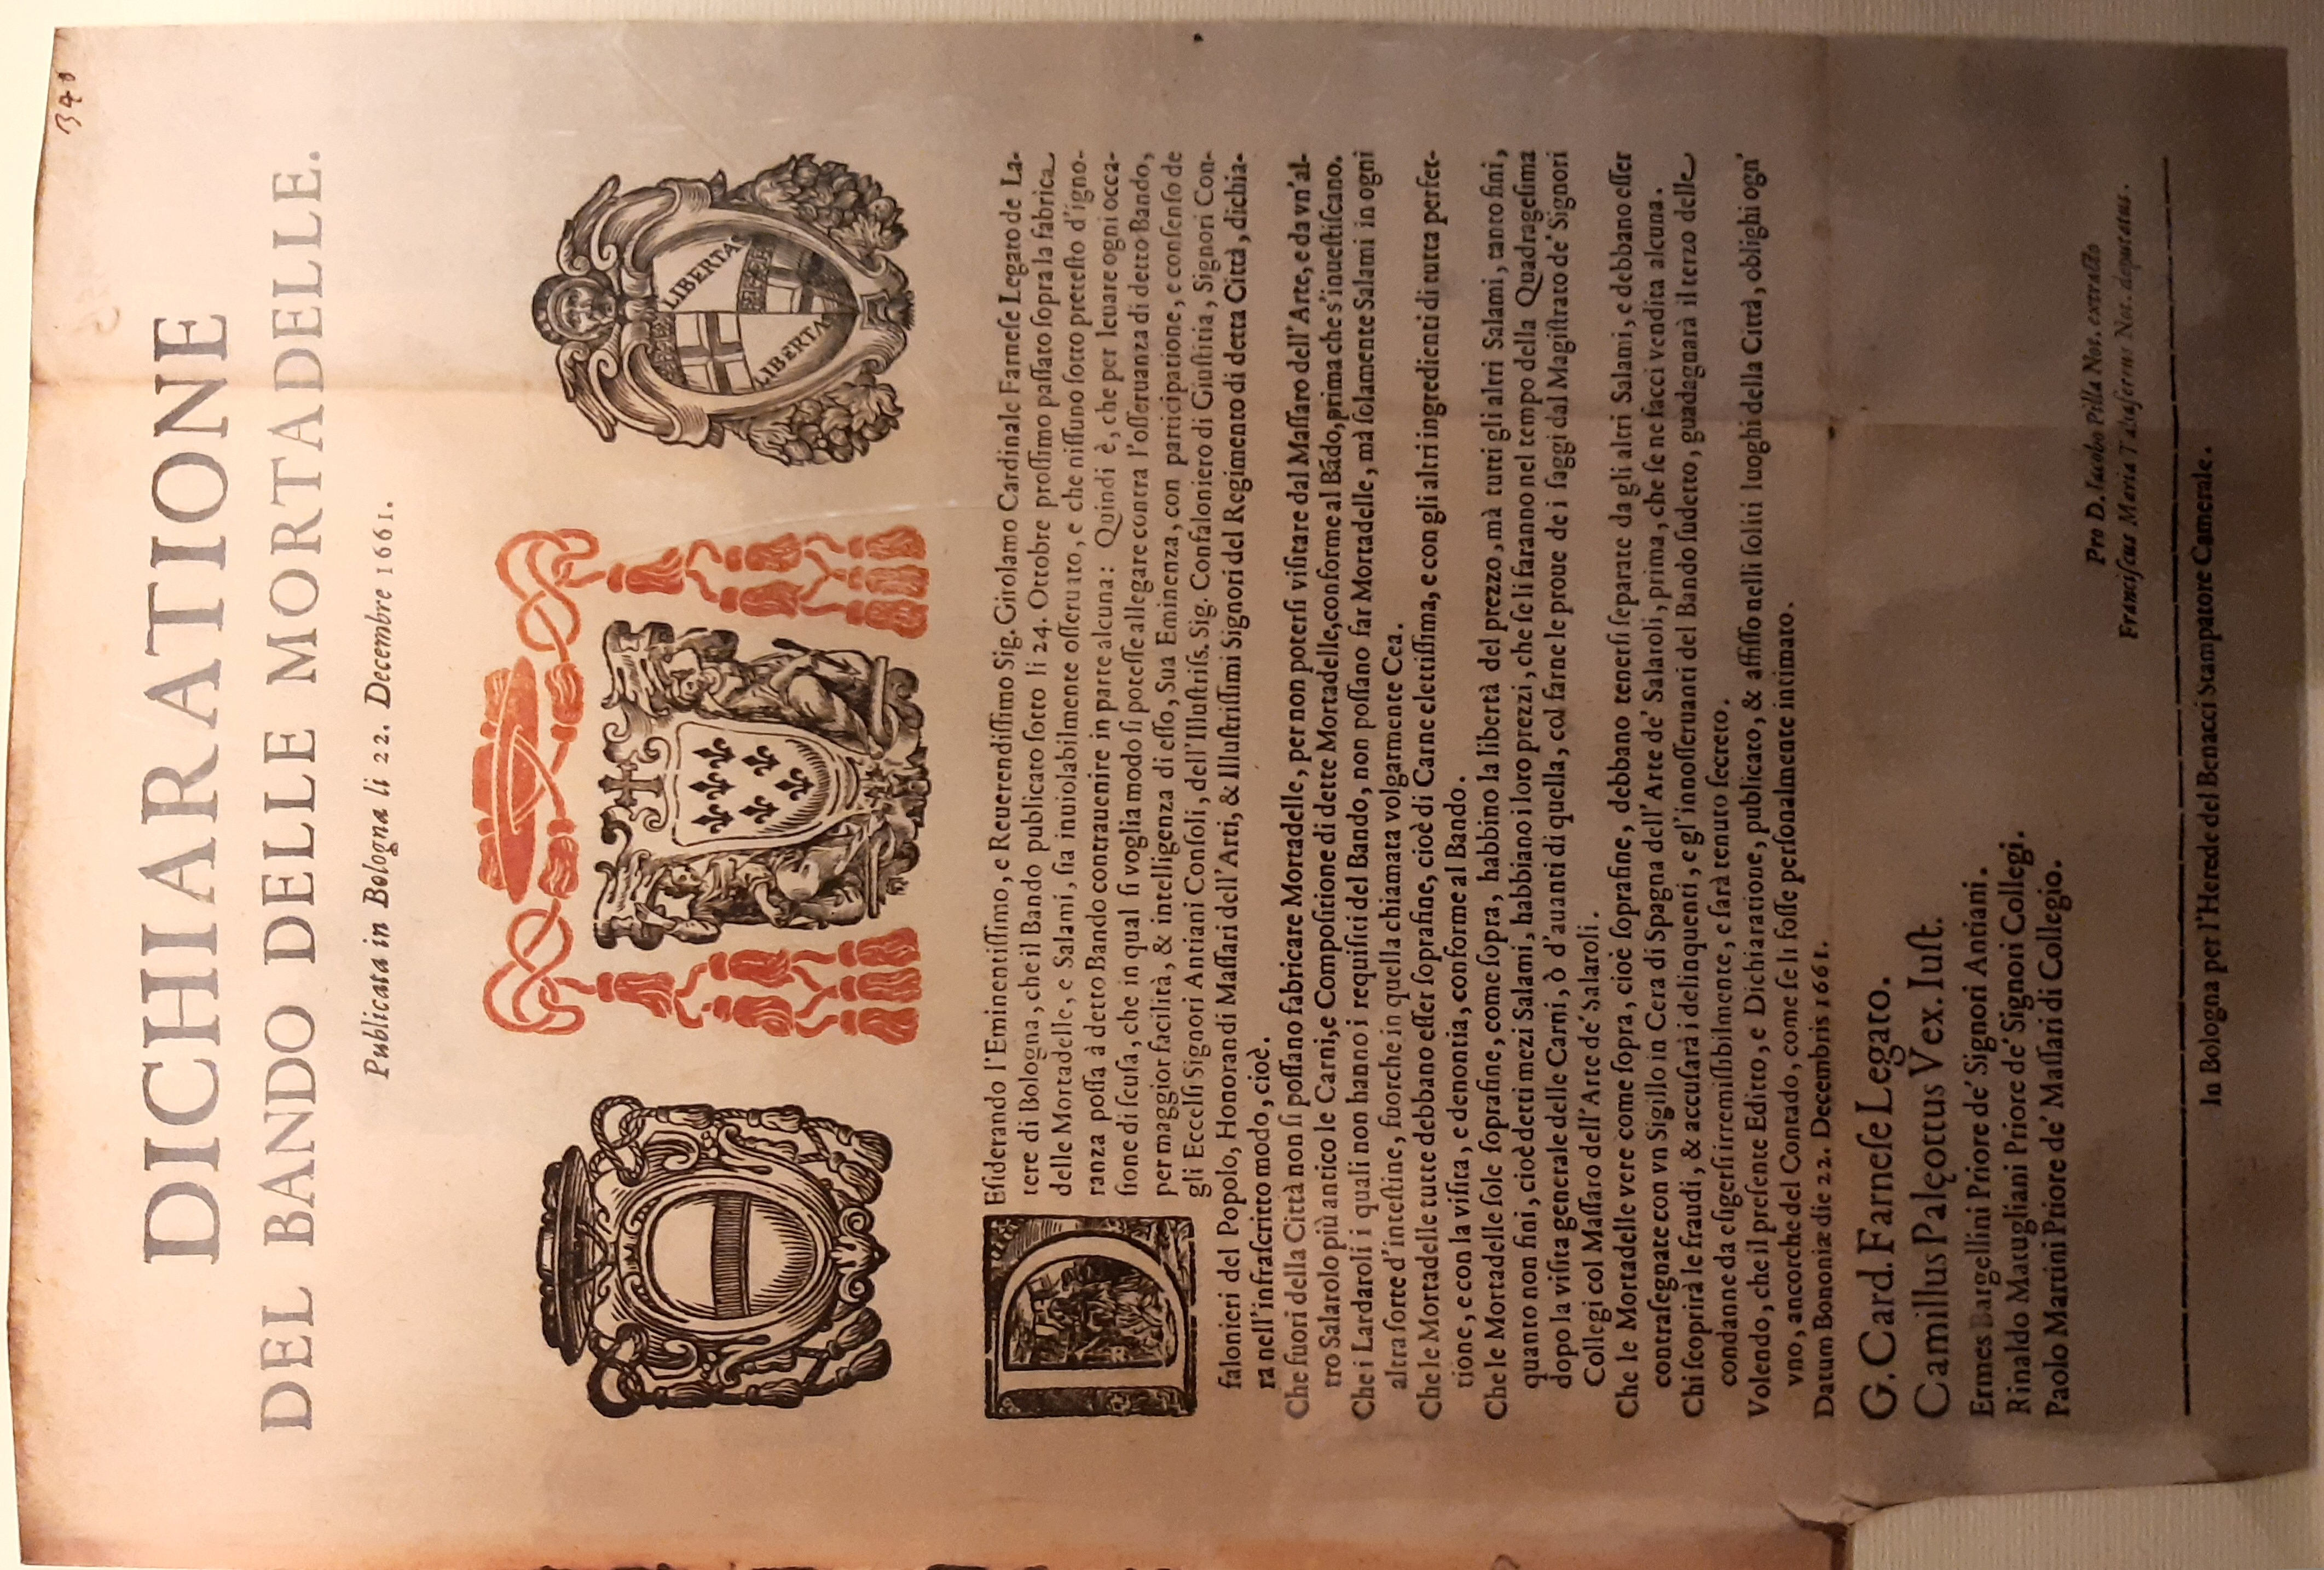 340
DICHIARATIONE
DEL BANDO DELLE MORTADELLE.
Publicata in Bologna li 22. Decembre 1661.
LIBERTAS
LIBERTAS
DEſiderando l'Eminentiſſimo, e Reuerendiſſimo Sig. Girolamo Cardinale Farneſe Legato de La-
tere di Bologna, che il Bando publicato ſotto li 24. Ottobre proſſimo paſſato ſopra la fabrica
delle Mortadelle, e Salami, ſia inuiolabilmente oſſeruato, e che niſſuno ſotto preteſto d'igno-
ranza poſſa à detto Bando contrauenire in parte alcuna: Quindi è, che per leuare ogni occa-
ſione di ſcuſa, che in qual ſi voglia modo ſi poteſſe allegare contra l'oſſeruanza di detto Bando,
per maggior facilità, & intelligenza di eſſo, Sua Eminenza, con participatione, e conſenſo de
gli Eccelſi Signori Antiani Conſoli, dell'Illuſtriſs. Sig. Confaloniero di Giuſtitia, Signori Con-
falonieri del Popolo, Honorandi Maſſari dell'Arti, & Illuſtriſſimi Signori del Regimento di detta Città, dichia-
ra nell'infraſcritto modo, cioè.
Che fuori della Città non ſi poſſano fabricare Mortadelle, per non poterſi viſitare dal Maſſaro dell'Arte, e da vn'al-
tro Salarolo più antico le Carni, e Compoſitione di dette Mortadelle, conforme al Bādo, prima che s'inueſtiſcano.
Che i Lardaroli i quali non hanno i requiſiti del Bando, non poſſano far Mortadelle, mà ſolamente Salami in ogni
altra ſorte d'inteſtine, fuorche in quella chiamata volgarmente Cea.
Che le Mortadelle tutte debbano eſſer ſoprafine, cioè di Carne elettiſſima, e con gli altri ingredienti di tutta perfet-
tione, e con la viſita, e denontia, conforme al Bando.
Che le Mortadelle ſole ſoprafine, come ſopra, habbino la libertà del prezzo, mà tutti gli altri Salami, tanto fini,
quanto non fini, cioè detti mezi Salami, habbiano i loro prezzi, che ſe li faranno nel tempo della Quadrageſima
dopo la viſita generale delle Carni, ò d'auanti di quella, col farne le proue de i ſaggi dal Magiſtrato de' Signori
Collegi col Maſſaro dell'Arte de' Salaroli.
Che le Mortadelle vere come ſopra, cioè ſoprafine, debbano tenerſi ſeparate da gli altri Salami, e debbano eſſer
contraſegnate con vn Sigillo in Cera di Spagna dell'Arte de' Salaroli, prima, che ſe ne facci vendita alcuna.
Chi ſcoprirà le fraudi, & accuſarà i delinquenti, e gl'innoſſeruanti del Bando ſudetto, guadagnarà il terzo delle
condanne da eſigerſi irremiſſibilmente, e ſarà tenuto ſecreto.
Volendo, che il preſente Editto, e Dichiaratione, publicato, & affiſſo nelli ſoliti luoghi della Città, oblighi ogn'
vno, ancorche del Contado, come ſe li foſſe perſonalmente intimato.
Datum Bononiæ die 22. Decembris 1661.
G. Card. Farneſe Legato.
Camillus Palęottus Vex. Iuſt.
Ermes Bargellini Priore de' Signori Antiani.
Rinaldo Matugliani Priore de' Signori Collegi.
Paolo Martini Priore de' Maſſari di Collegio.
Pro D. Iacobo Pilla Not. extracto
Franciſcus Maria Not. deputatus.
In Bologna per l'Herede del Benacci Stampatore Camerale.